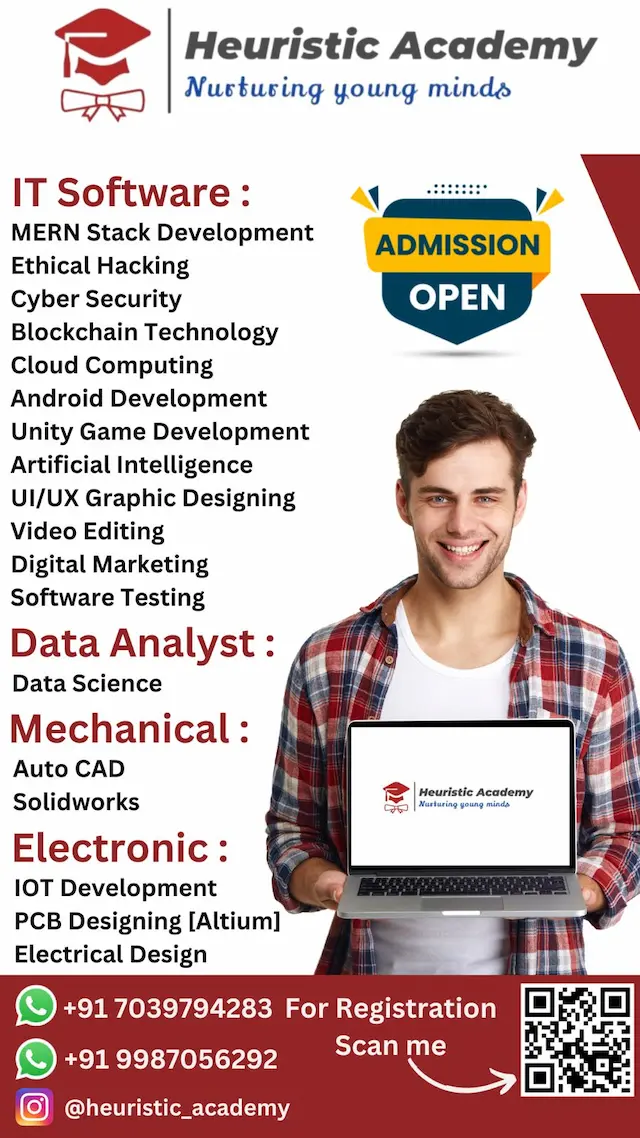 Heuristic Academy
Nurturing young minds
IT Software :
MERN Stack Development
Ethical Hacking
Cyber Security
Blockchain Technology
Cloud Computing
Android Development
Unity Game Development
Artificial Intelligence
UI/UX Graphic Designing
Video Editing
Digital Marketing
Software Testing
ADMISSION
OPEN
Data Analyst :
Data Science
Mechanical :
Auto CAD
Solidworks
Heuristic Academy
Nurturing young minds
Electronic :
IOT Development
PCB Designing [Altium]
Electrical Design
+91 7039794283
+91 9987056292
@heuristic_academy
For Registration
Scan me